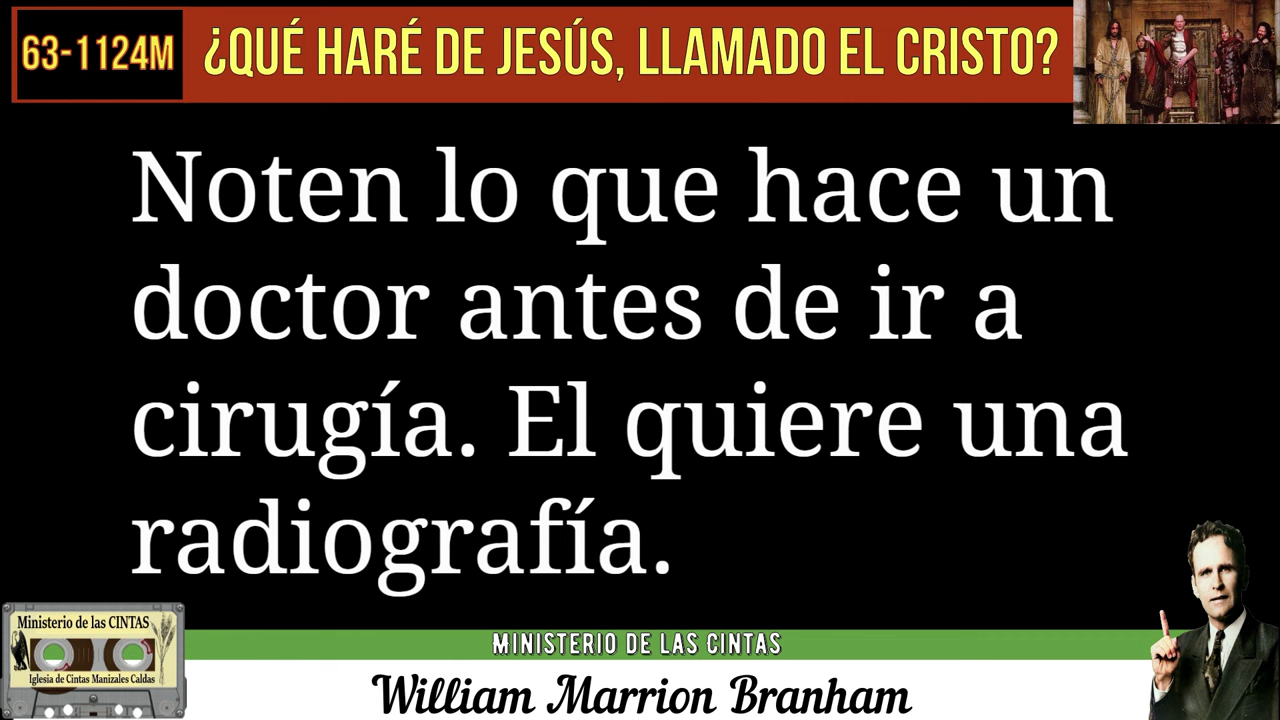 63-1124M
¿QUÉ HARÉ DE JESÚS, LLAMADO EL CRISTO?
Noten lo que hace un
doctor antes de ir a
cirugía. El quiere una
radiografía.
Ministerio de las CINTAS
Iglesia de Cintas Manizales Caldas
MINISTERIO DE LAS CINTAS
William Marrion Branham